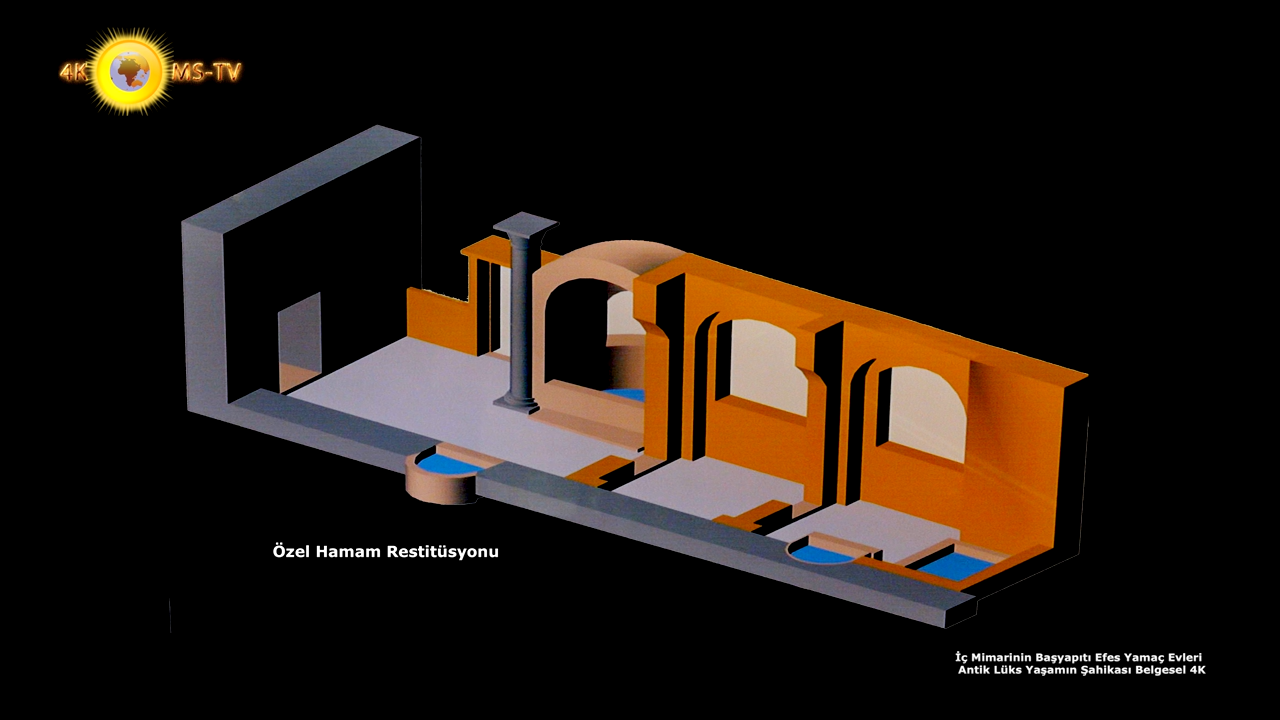 4K MS-TV
Özel Hamam Restitüsyonu
İç Mimarinin Başyapıtı Efes Yamaç Evleri
Antik Lüks Yaşamın Şahikası Belgesel 4K